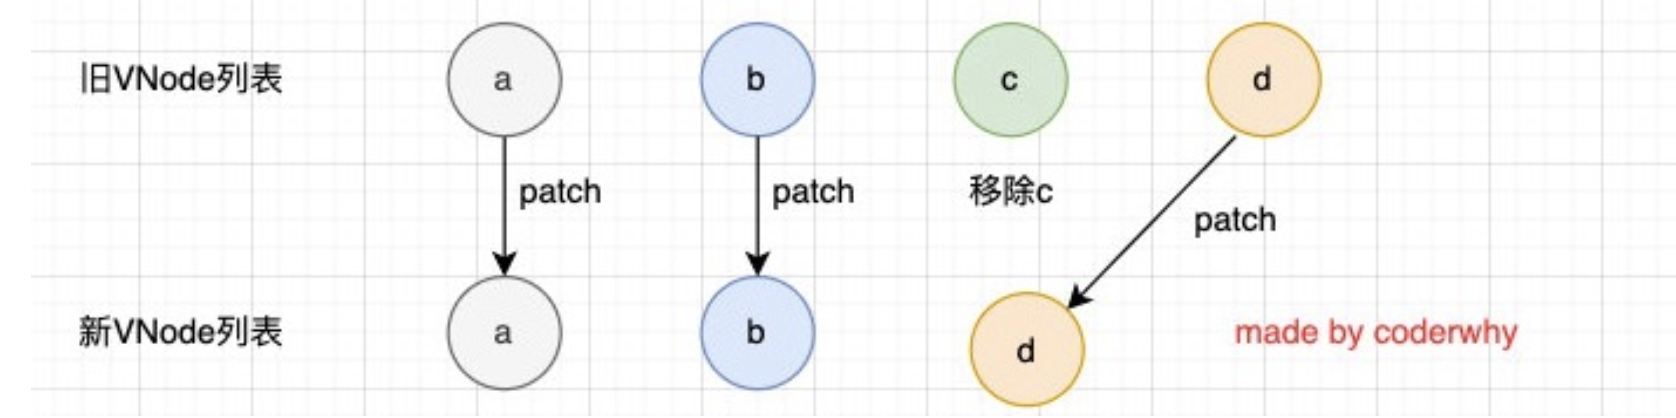 旧VNode列表
a
b
c
d
patch
patch
移除c
patch
新VNode列表
a
b
d
made by coderwhy